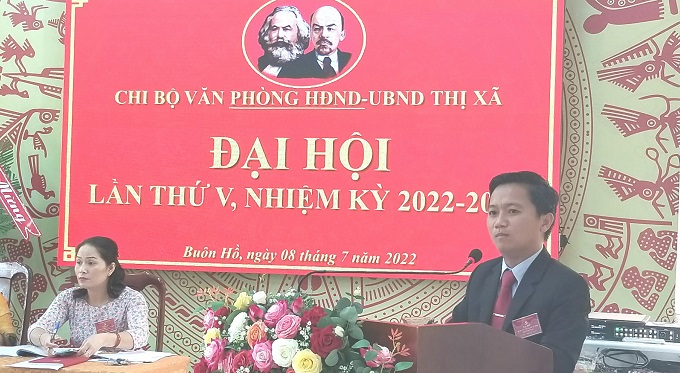 CHI BỘ VĂN PHÒNG HĐND-UBND THỊ XÃ
ĐẠI HỘI
LẦN THỨ V, NHIỆM KỲ 2022-20
Buôn Hồ, ngày 08 tháng 7 năm 2022
Mừng